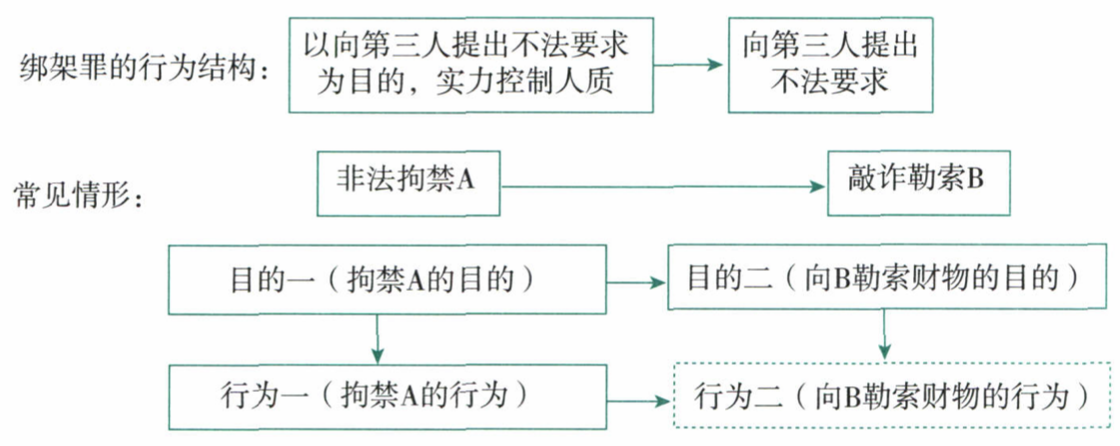 绑架罪的行为结构：
以向第三人提出不法要求
为目的，实力控制人质
向第三人提出
不法要求
常见情形：
非法拘禁A
敲诈勒索B
目的一（拘禁A的目的）
目的二（向B勒索财物的目的）
行为一（拘禁A的行为）
行为二（向B勒索财物的行为）